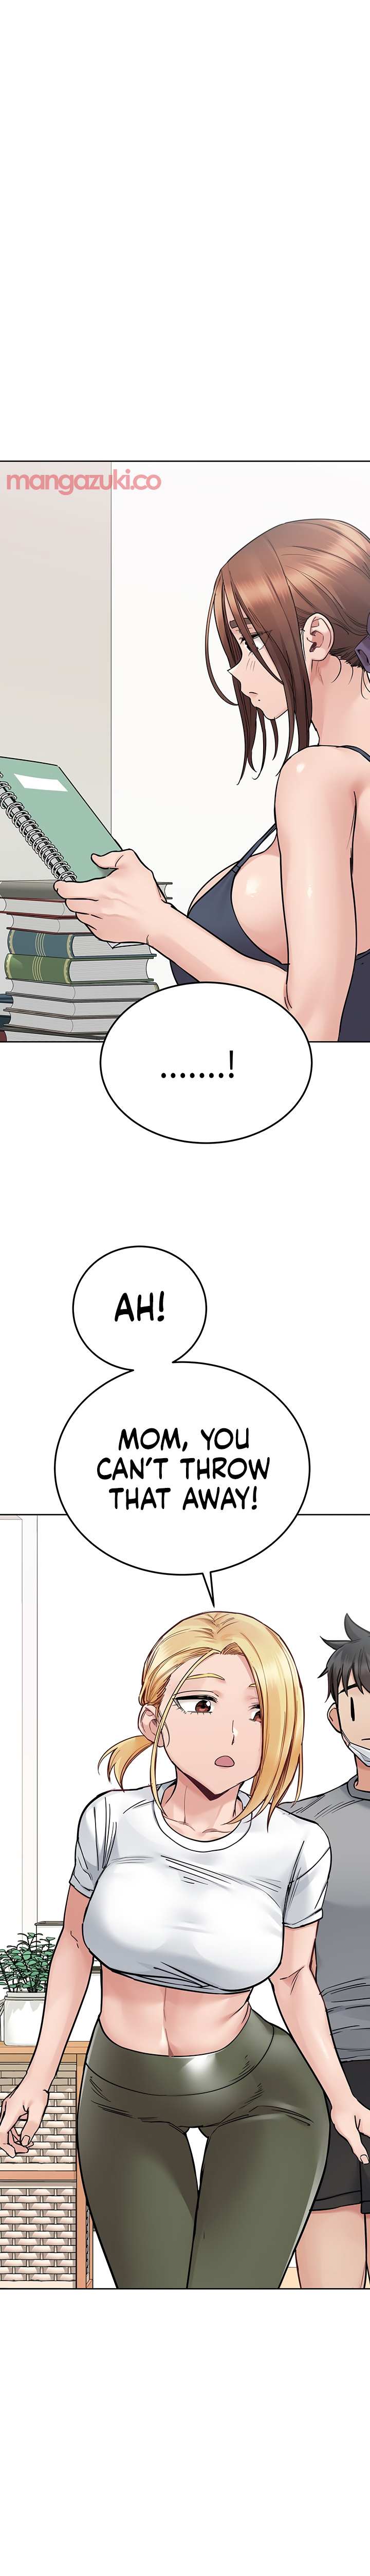 mangazuki.co
.......!
AH!
MOM, YOU
CAN'T THROW
THAT AWAY!